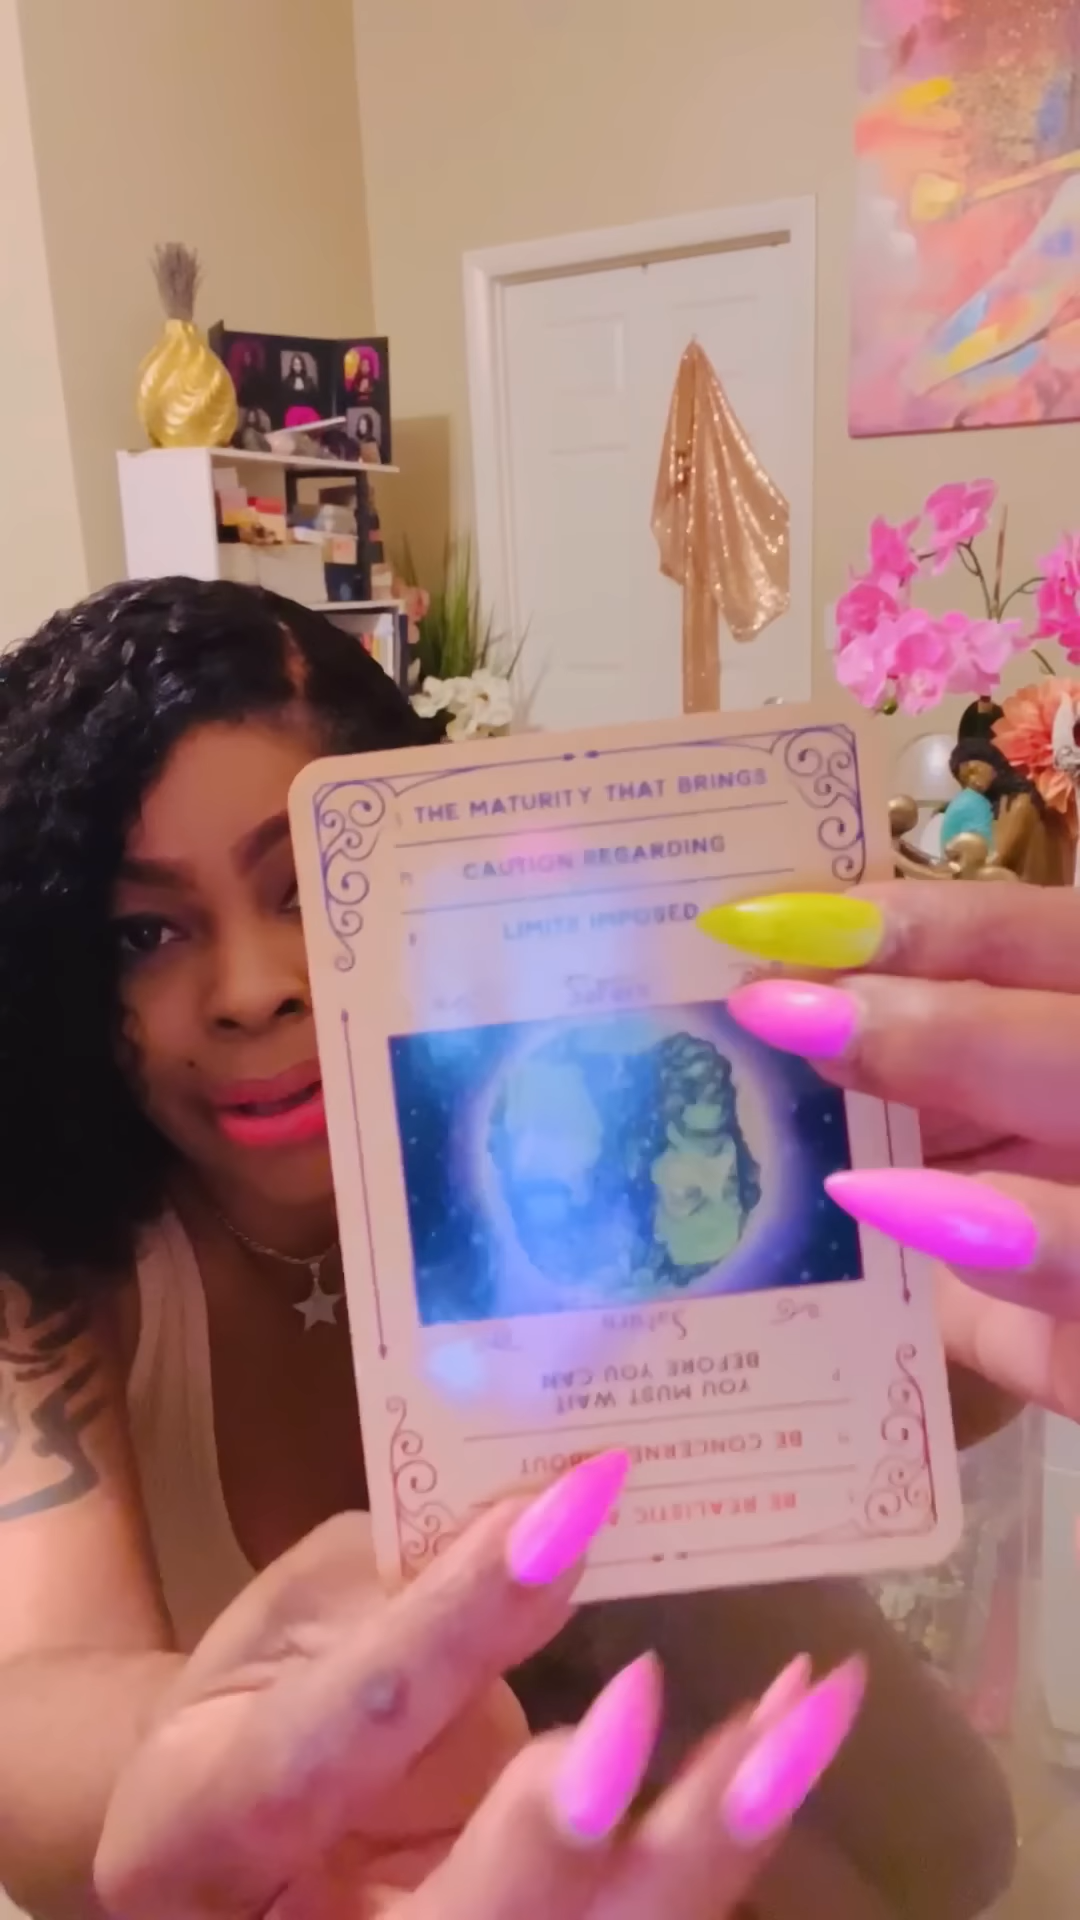 THE MATURITY THAT BRINGS
CAUTION REGARDING
LIMITS IMPOSED
Saturn
Saturn
BEFORE YOU CAN
YOU MUST WAIT
BE CONCERNED ABOUT
BE REALISTIC